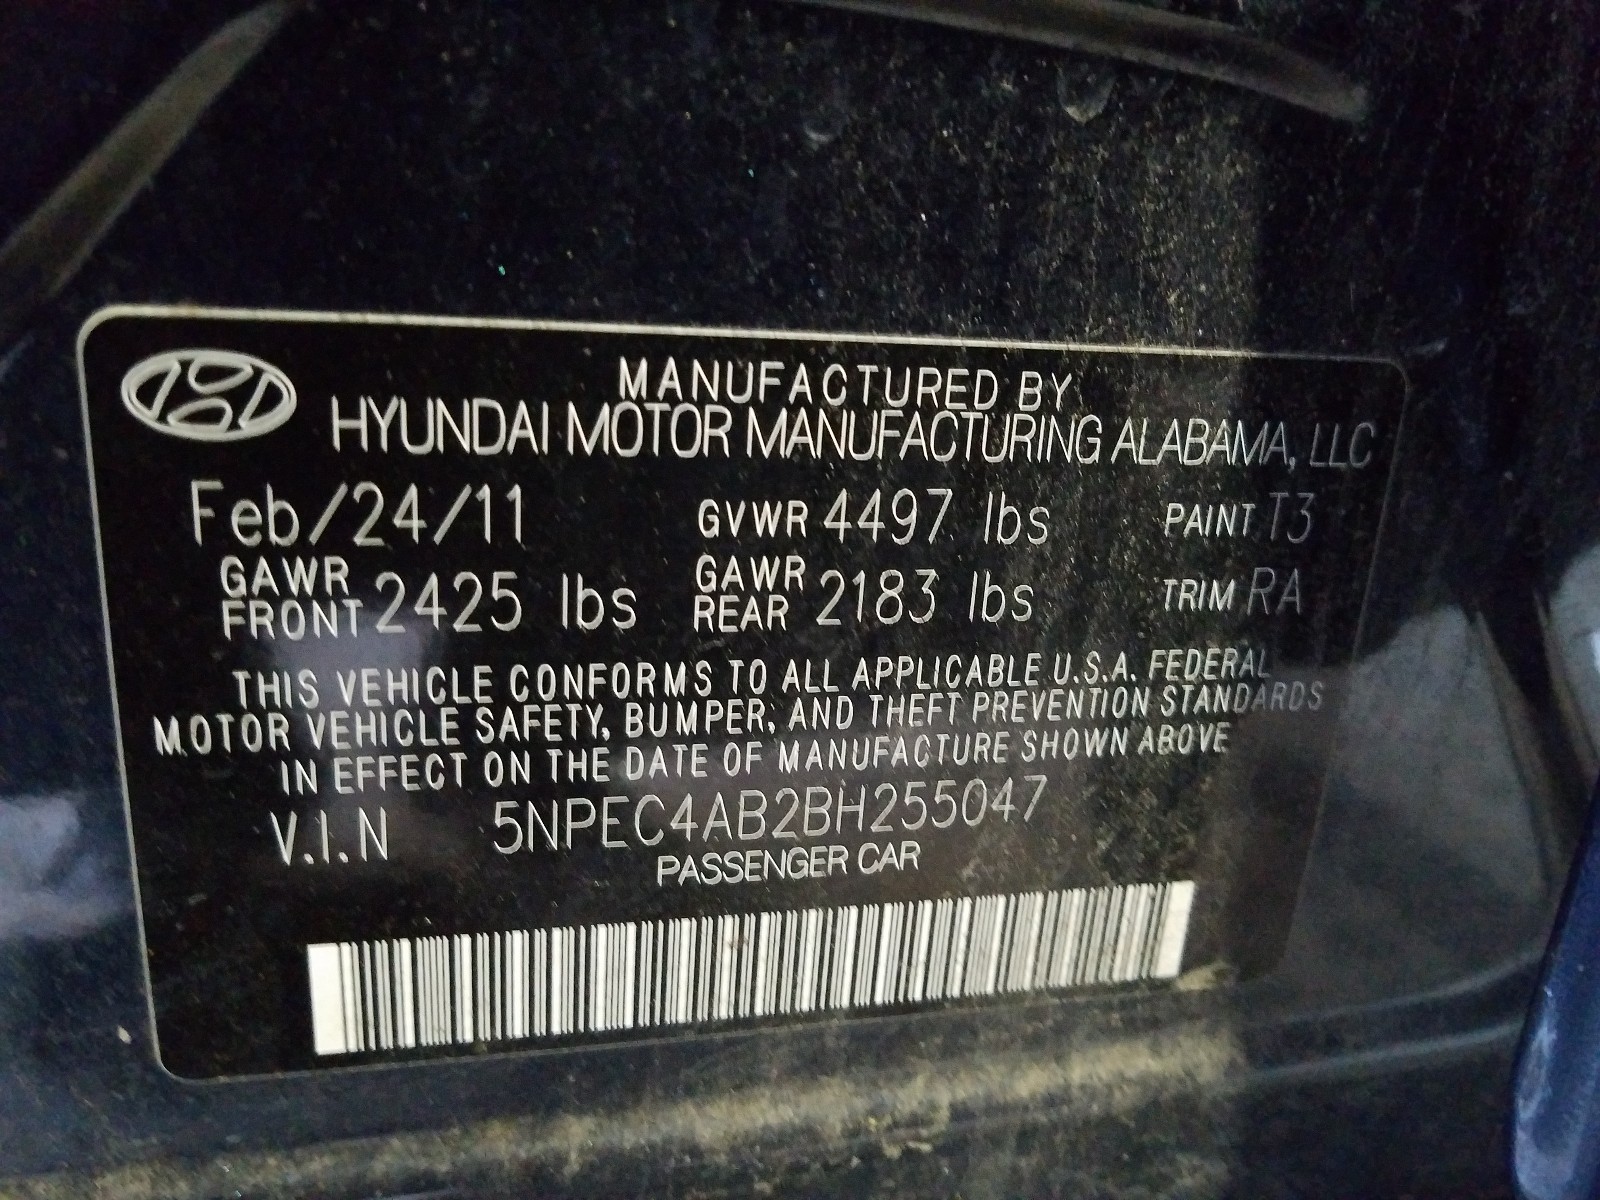 MANUFACTURED BY
HYUNDAI MOTOR MANUFACTURING ALABAMA, LLC
Feb/24/11 GVWR 4497 lbs PAINT T3
GAWR FRONT 2425 lbs GAWR REAR 2183 lbs TRIM RA
THIS VEHICLE CONFORMS TO ALL APPLICABLE U.S.A. FEDERAL
MOTOR VEHICLE SAFETY, BUMPER, AND THEFT PREVENTION STANDARDS
IN EFFECT ON THE DATE OF MANUFACTURE SHOWN ABOVE
V.I.N 5NPEC4AB2BH255047
PASSENGER CAR